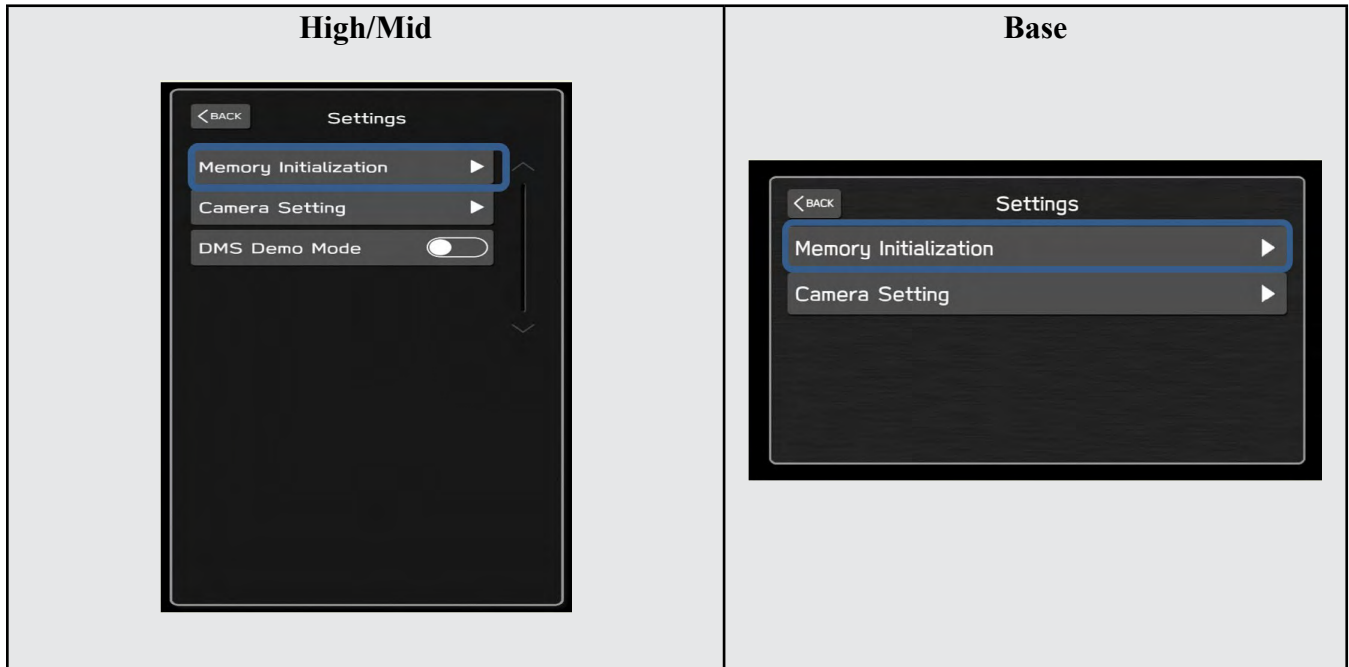 High/Mid
BACK Settings
Memory Initialization
Camera Setting
DMS Demo Mode
Base
BACK Settings
Memory Initialization
Camera Setting